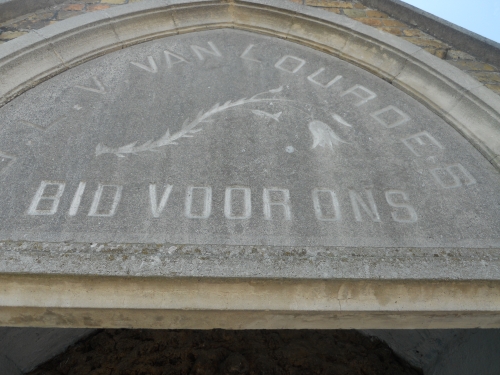 V. VAN LOURDES
BID VOOR ONS